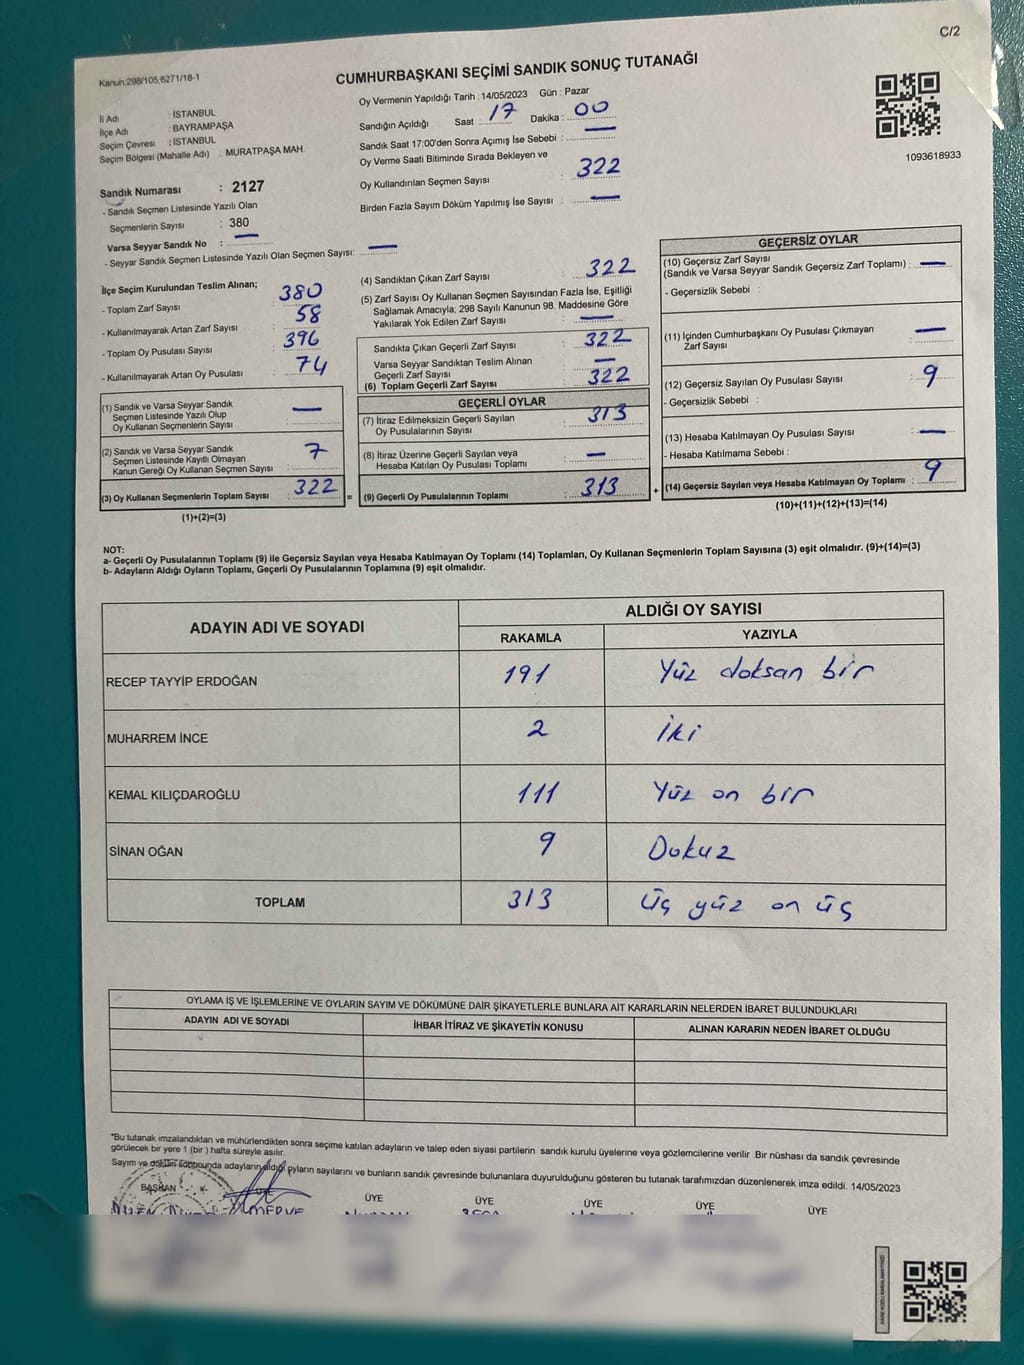 C/2
Kanun:298/105,6271/18-1
CUMHURBAŞKANI SEÇİMİ SANDIK SONUÇ TUTANAĞI
İl Adı : İSTANBUL
İlçe Adı : BAYRAMPAŞA
Seçim Çevresi : İSTANBUL
Seçim Bölgesi (Mahalle Adı) : MURATPAŞA MAH.
Sandık Numarası : 2127
- Sandık Seçmen Listesinde Yazılı Olan
Seçmenlerin Sayısı : 380
Varsa Seyyar Sandık No : —
- Seyyar Sandık Seçmen Listesinde Yazılı Olan Seçmen Sayısı: —
Oy Vermenin Yapıldığı Tarih : 14/05/2023 Gün : Pazar
Sandığın Açıldığı Saat : 17 Dakika : 00
Sandık Saat 17:00'den Sonra Açımış İse Sebebi : —
Oy Verme Saati Bitiminde Sırada Bekleyen ve
Oy Kullandırılan Seçmen Sayısı : 322
Birden Fazla Sayım Döküm Yapılmış İse Sayısı : —
1093618933
İlçe Seçim Kurulundan Teslim Alınan;
- Toplam Zarf Sayısı : 380
- Kullanılmayarak Artan Zarf Sayısı : 58
- Toplam Oy Pusulası Sayısı : 396
- Kullanılmayarak Artan Oy Pusulası : 74
(1) Sandık ve Varsa Seyyar Sandık
Seçmen Listesinde Yazılı Olup
Oy Kullanan Seçmenlerin Sayısı : —
(2) Sandık ve Varsa Seyyar Sandık
Seçmen Listesinde Kayıtlı Olmayan
Kanun Gereği Oy Kullanan Seçmen Sayısı : 7
(3) Oy Kullanan Seçmenlerin Toplam Sayısı : 322 =
(1)+(2)=(3)
(4) Sandıktan Çıkan Zarf Sayısı : 322
(5) Zarf Sayısı Oy Kullanan Seçmen Sayısından Fazla İse, Eşitliği
Sağlamak Amacıyla, 298 Sayılı Kanunun 98. Maddesine Göre
Yakılarak Yok Edilen Zarf Sayısı : —
Sandıkta Çıkan Geçerli Zarf Sayısı : 322
Varsa Seyyar Sandıktan Teslim Alınan
Geçerli Zarf Sayısı : —
(6) Toplam Geçerli Zarf Sayısı : 322
GEÇERLİ OYLAR
(7) İtiraz Edilmeksizin Geçerli Sayılan
Oy Pusulalarının Sayısı : 313
(8) İtiraz Üzerine Geçerli Sayılan veya
Hesaba Katılan Oy Pusulası Toplamı : —
(9) Geçerli Oy Pusulalarının Toplamı : 313 +
GEÇERSİZ OYLAR
(10) Geçersiz Zarf Sayısı
(Sandık ve Varsa Seyyar Sandık Geçersiz Zarf Toplamı) : —
- Geçersizlik Sebebi :
(11) İçinden Cumhurbaşkanı Oy Pusulası Çıkmayan
Zarf Sayısı : —
(12) Geçersiz Sayılan Oy Pusulası Sayısı : 9
- Geçersizlik Sebebi :
(13) Hesaba Katılmayan Oy Pusulası Sayısı : —
- Hesaba Katılmama Sebebi :
(14) Geçersiz Sayılan veya Hesaba Katılmayan Oy Toplamı : 9
(10)+(11)+(12)+(13)=(14)
NOT:
a- Geçerli Oy Pusulalarının Toplamı (9) ile Geçersiz Sayılan veya Hesaba Katılmayan Oy Toplamı (14) Toplamları, Oy Kullanan Seçmenlerin Toplam Sayısına (3) eşit olmalıdır. (9)+(14)=(3)
b- Adayların Aldığı Oyların Toplamı, Geçerli Oy Pusulalarının Toplamına (9) eşit olmalıdır.
ADAYIN ADI VE SOYADI ALDIĞI OY SAYISI
RAKAMLA YAZIYLA
RECEP TAYYİP ERDOĞAN 191 Yüz doksan bir
MUHARREM İNCE 2 İki
KEMAL KILIÇDAROĞLU 111 Yüz on bir
SİNAN OĞAN 9 Dokuz
TOPLAM 313 Üç yüz on üç
OYLAMA İŞ VE İŞLEMLERİNE VE OYLARIN SAYIM VE DÖKÜMÜNE DAİR ŞİKAYETLERLE BUNLARA AİT KARARLARIN NELERDEN İBARET BULUNDUKLARI
ADAYIN ADI VE SOYADI İHBAR İTİRAZ VE ŞİKAYETİN KONUSU ALINAN KARARIN NEDEN İBARET OLDUĞU
*Bu tutanak imzalandıktan ve mühürlendikten sonra seçime katılan adayların ve talep eden siyasi partilerin sandık kurulu üyelerine veya gözlemcilerine verilir .Bir nüshası da sandık çevresinde
görülecek bir yere 1 (bir ) hafta süreyle asılır.
Sayım ve döküm sonucunda adayların aldığı oyların sayılarını ve bunların sandık çevresinde bulunanlara duyurulduğunu gösteren bu tutanak tarafımızdan düzenlenerek imza edildi. 14/05/2023
BAŞKAN ÜYE ÜYE ÜYE ÜYE ÜYE ÜYE
MERVE